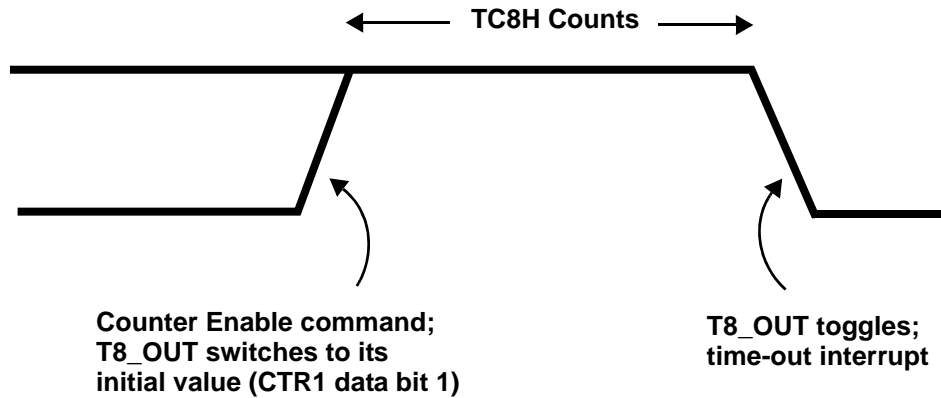 TC8H Counts
Counter Enable command;
T8_OUT switches to its
initial value (CTR1 data bit 1)
T8_OUT toggles;
time-out interrupt